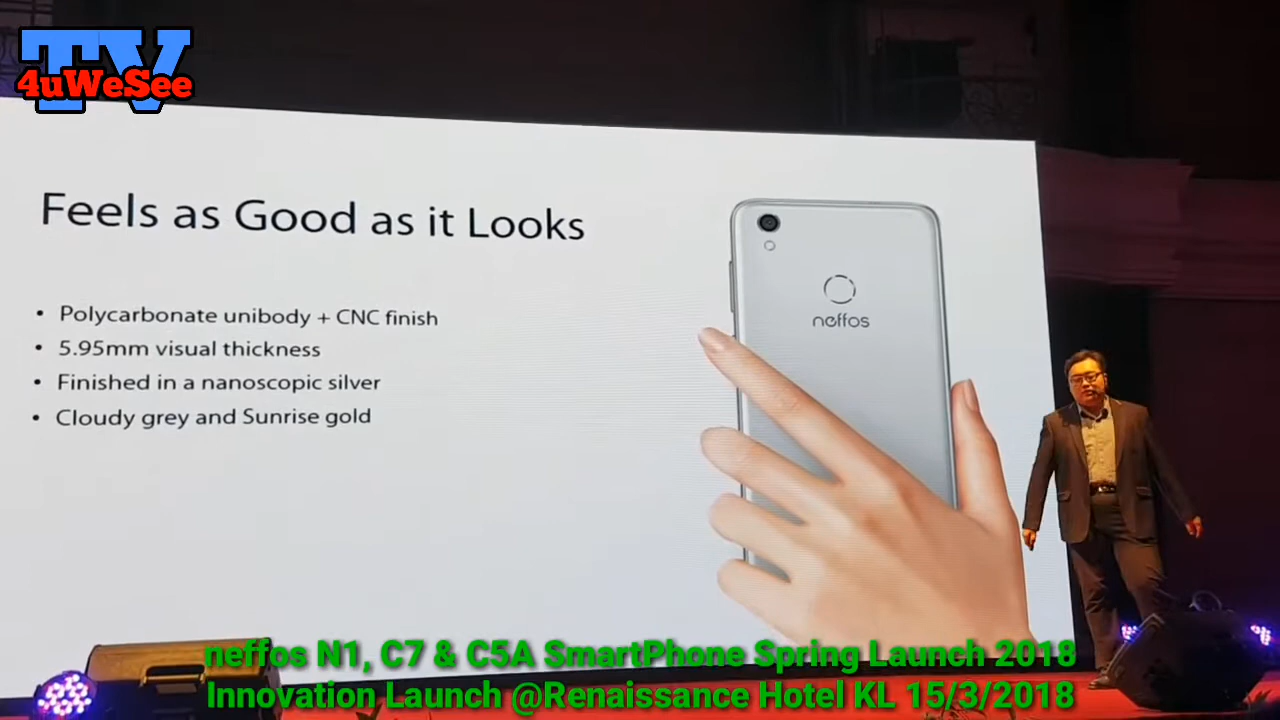 TV
4uWeSee
Feels as Good as it Looks
• Polycarbonate unibody + CNC finish
• 5.95mm visual thickness
• Finished in a nanoscopic silver
• Cloudy grey and Sunrise gold
neffos
neffos N1, C7 & C5A SmartPhone Spring Launch 2018
Innovation Launch @Renaissance Hotel KL 15/3/2018